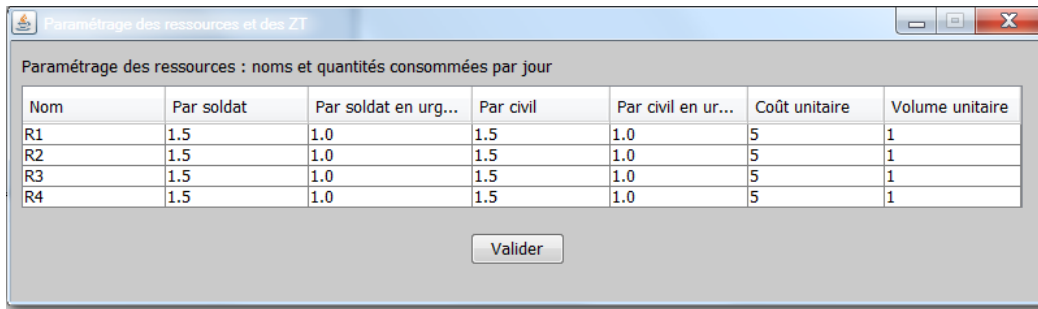 Paramétrage des ressources et des ZT
Paramétrage des ressources : noms et quantités consommées par jour
Nom Par soldat Par soldat en urg... Par civil Par civil en ur... Coût unitaire Volume unitaire
R1 1.5 1.0 1.5 1.0 5 1
R2 1.5 1.0 1.5 1.0 5 1
R3 1.5 1.0 1.5 1.0 5 1
R4 1.5 1.0 1.5 1.0 5 1
Valider